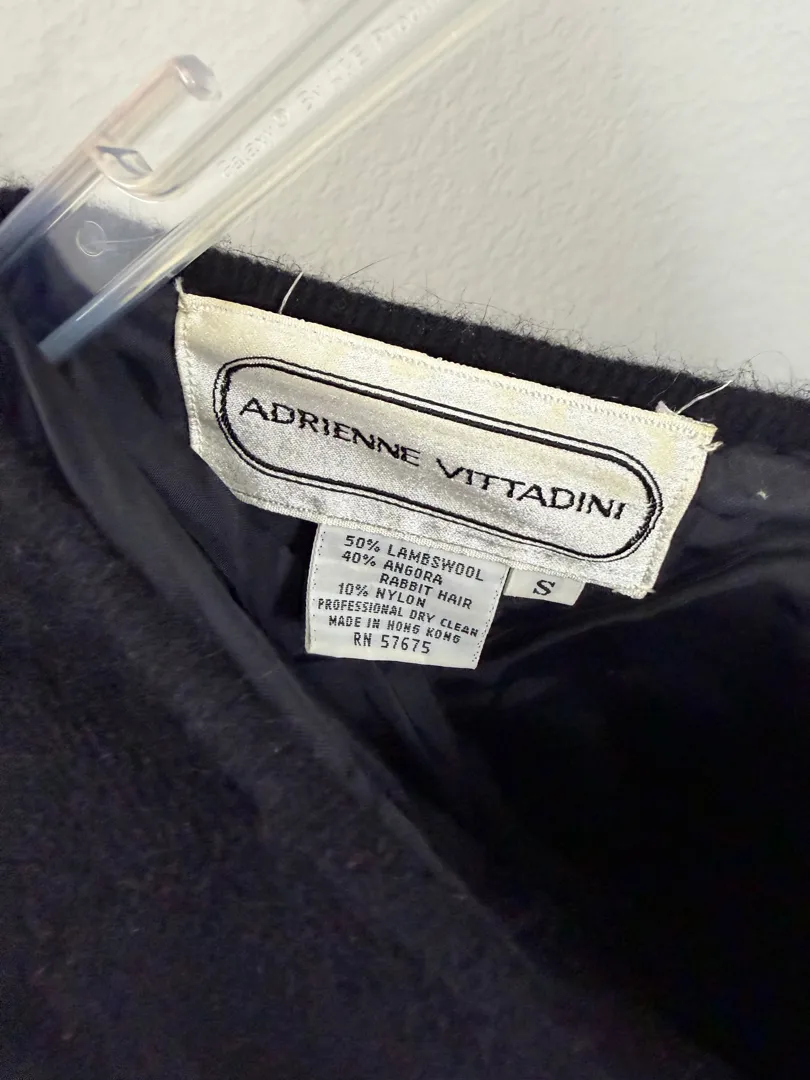 ADRIENNE VITTADINI
50% LAMBSWOOL
40% ANGORA
RABBIT HAIR
10% NYLON
PROFESSIONAL DRY CLEAN
MADE IN HONG KONG
RN 57675
S